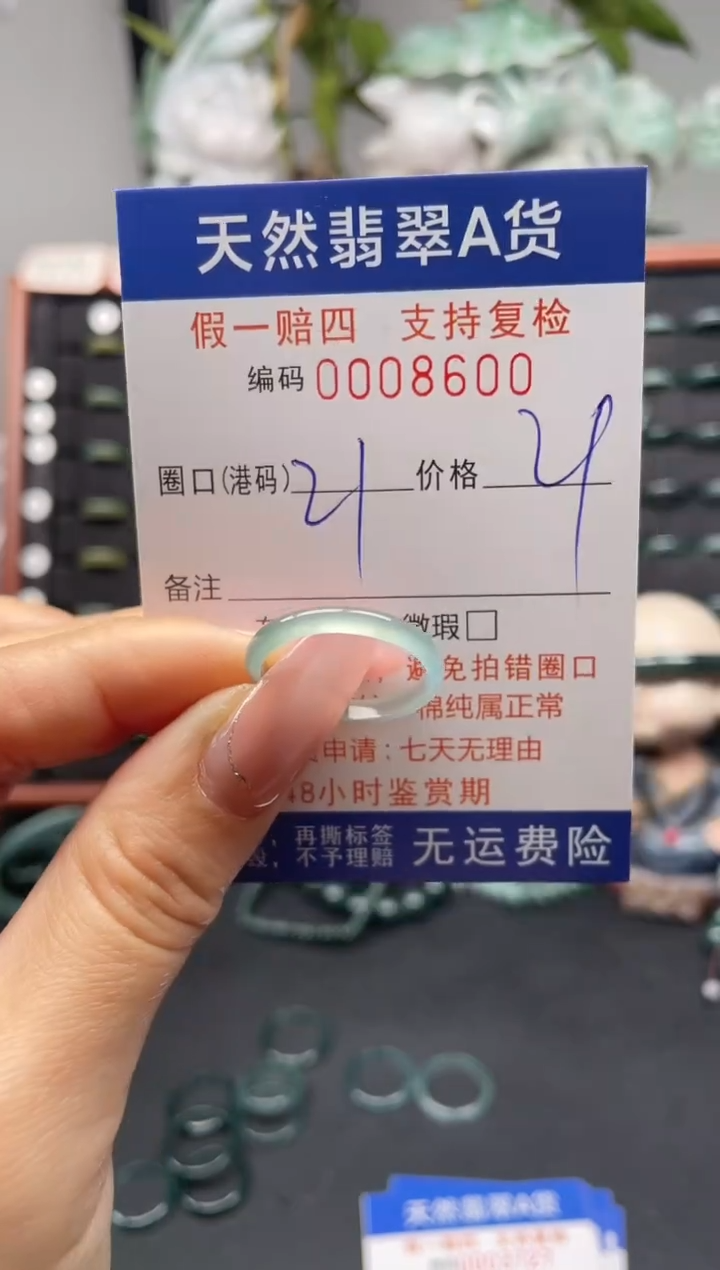 天然翡翠A货
假一赔四 支持复检
编码 0008600
圈口(港码) 价格
备注
微瑕□
避免拍错圈口
棉纯属正常
申请：七天无理由
48小时鉴赏期
再撕标签
不予理赔
无运费险
天然翡翠A货